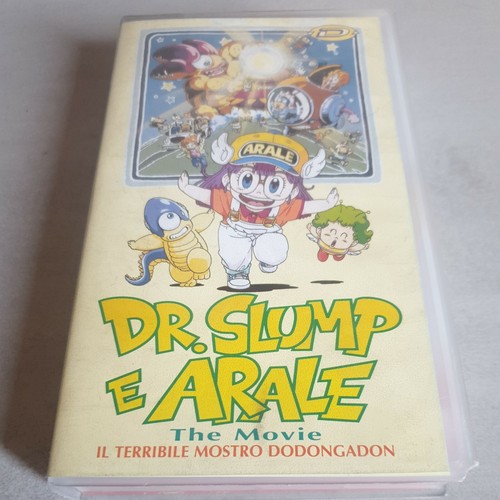 ARALE
DR. SLUMP
E ARALE
The Movie
IL TERRIBILE MOSTRO DODONGADON